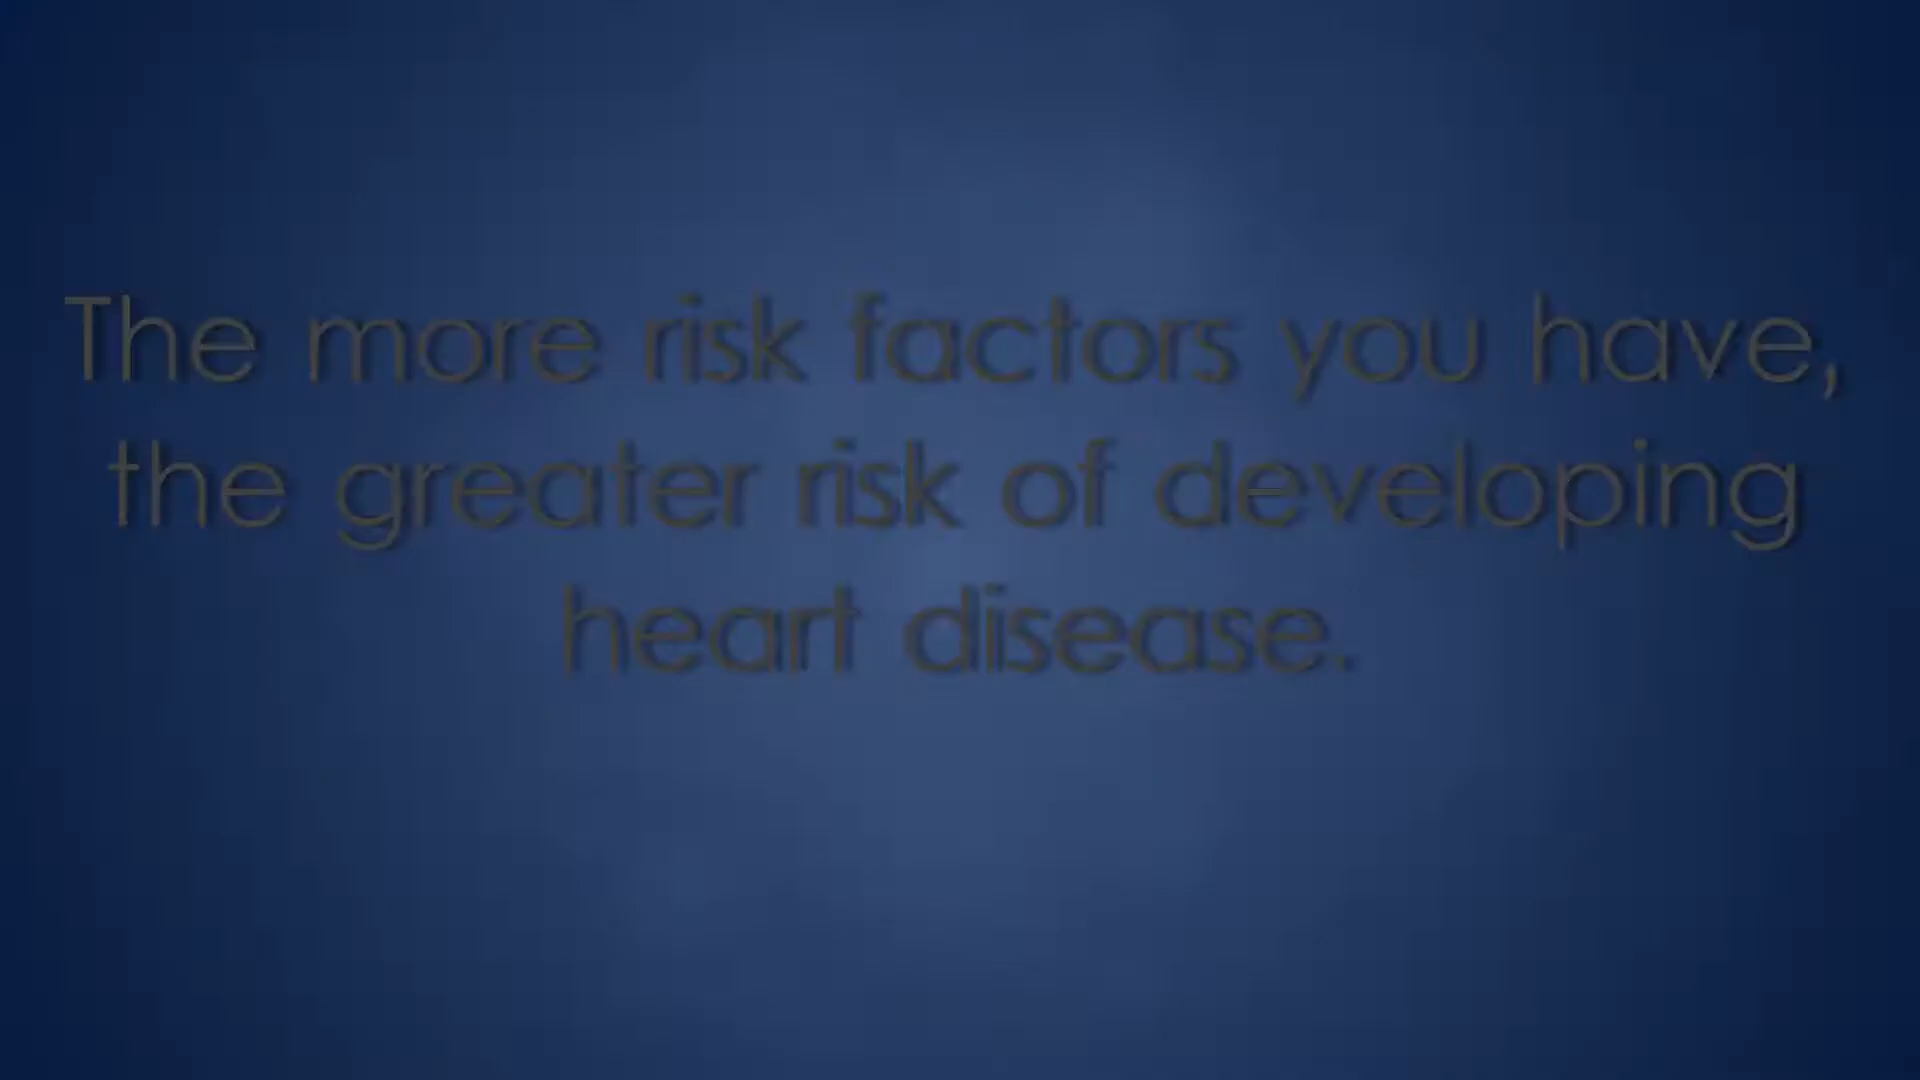 The more risk factors you have,
the greater risk of developing
heart disease.